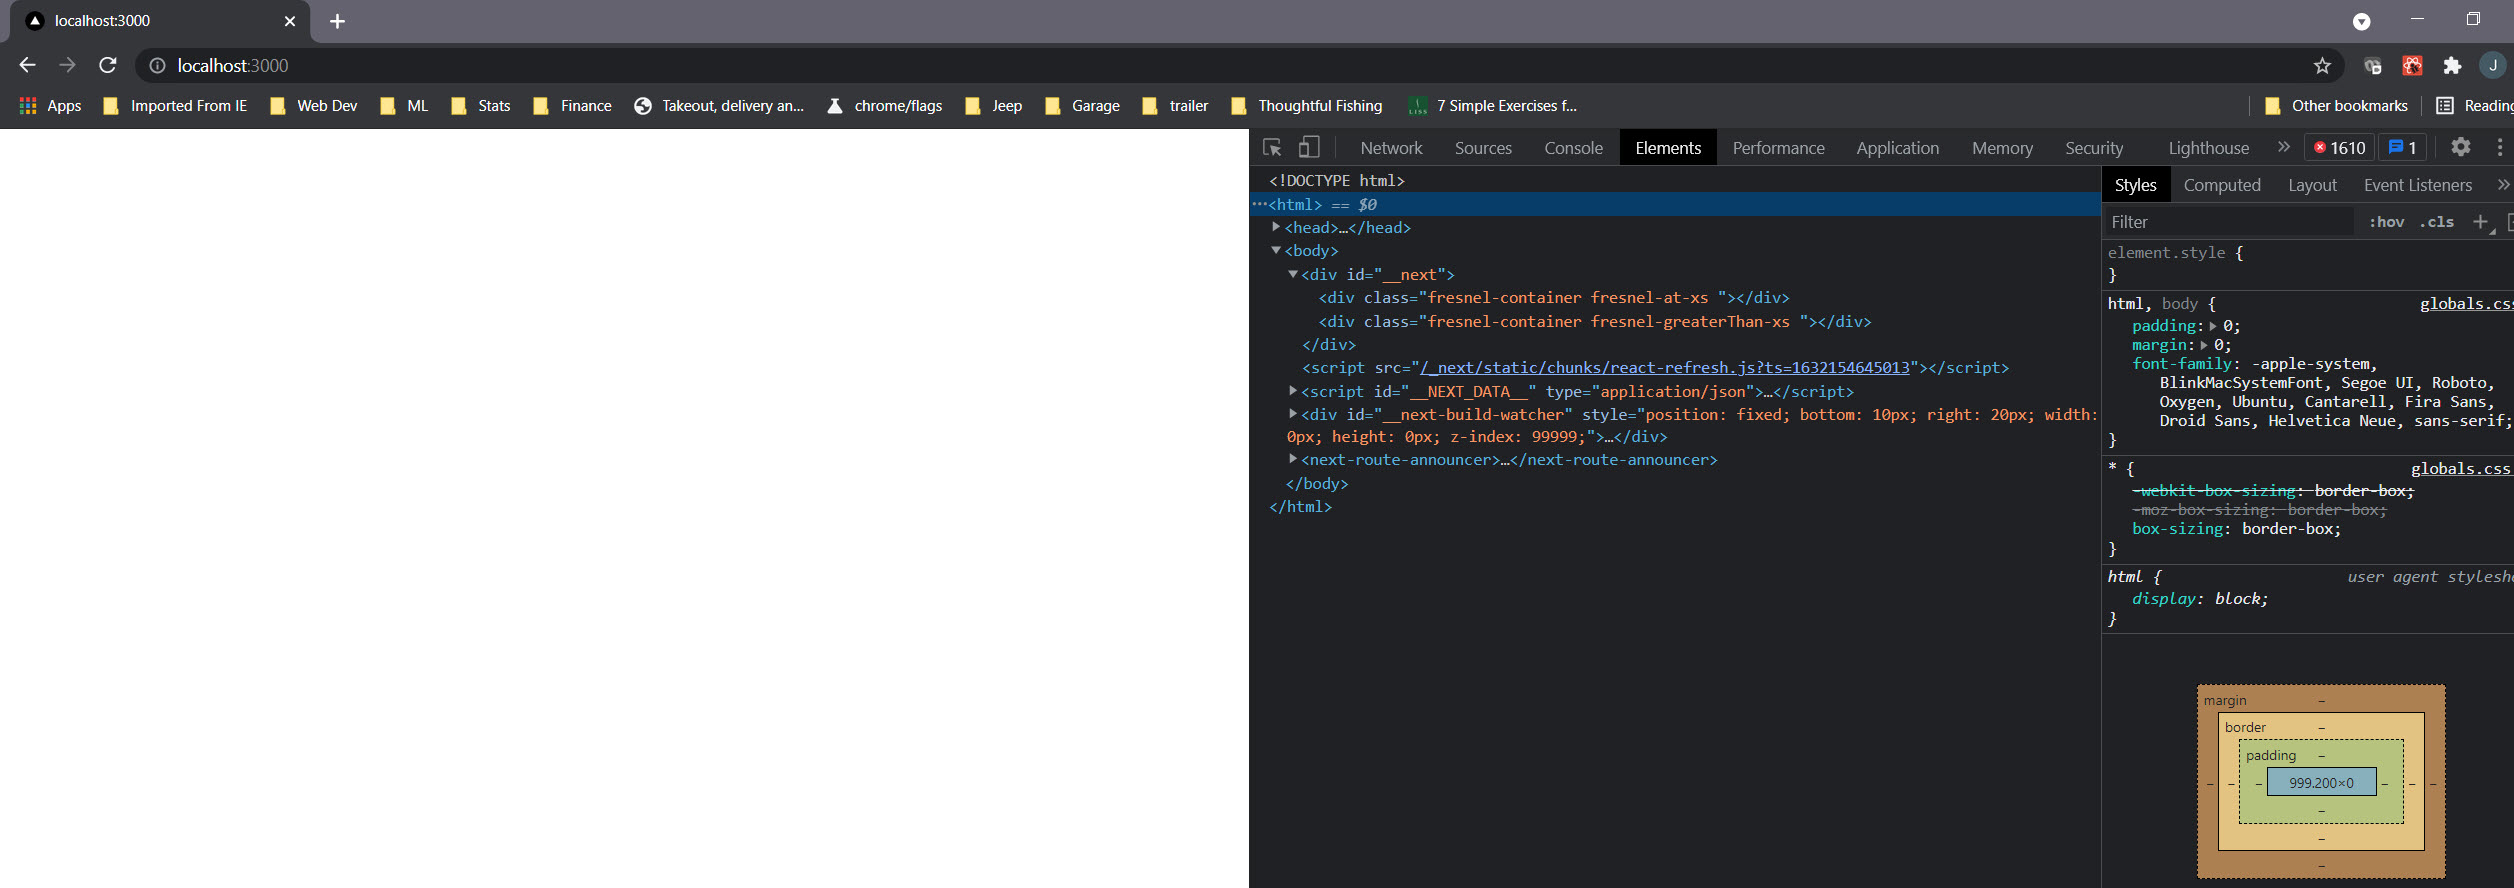 localhost:3000
localhost:3000
J
Apps Imported From IE Web Dev ML Stats Finance Takeout, delivery an... chrome/flags Jeep Garage trailer Thoughtful Fishing LISS 7 Simple Exercises f... Other bookmarks Reading
Network Sources Console Elements Performance Application Memory Security Lighthouse » 1610 1
<!DOCTYPE html>
…<html> == $0
<head>…</head>
<body>
<div id="__next">
<div class="fresnel-container fresnel-at-xs "></div>
<div class="fresnel-container fresnel-greaterThan-xs "></div>
</div>
<script src="/_next/static/chunks/react-refresh.js?ts=1632154645013"></script>
<script id="__NEXT_DATA__" type="application/json">…</script>
<div id="__next-build-watcher" style="position: fixed; bottom: 10px; right: 20px; width:
0px; height: 0px; z-index: 99999;">…</div>
<next-route-announcer>…</next-route-announcer>
</body>
</html>
Styles Computed Layout Event Listeners »
Filter :hov .cls +
element.style {
}
html, body { globals.css
padding: 0;
margin: 0;
font-family: -apple-system,
BlinkMacSystemFont, Segoe UI, Roboto,
Oxygen, Ubuntu, Cantarell, Fira Sans,
Droid Sans, Helvetica Neue, sans-serif;
}
* { globals.css
-webkit-box-sizing: border-box;
-moz-box-sizing: border-box;
box-sizing: border-box;
}
html { user agent stylesh
display: block;
}
margin –
border –
padding –
– – – 999.200×0 – – –
–
–
–